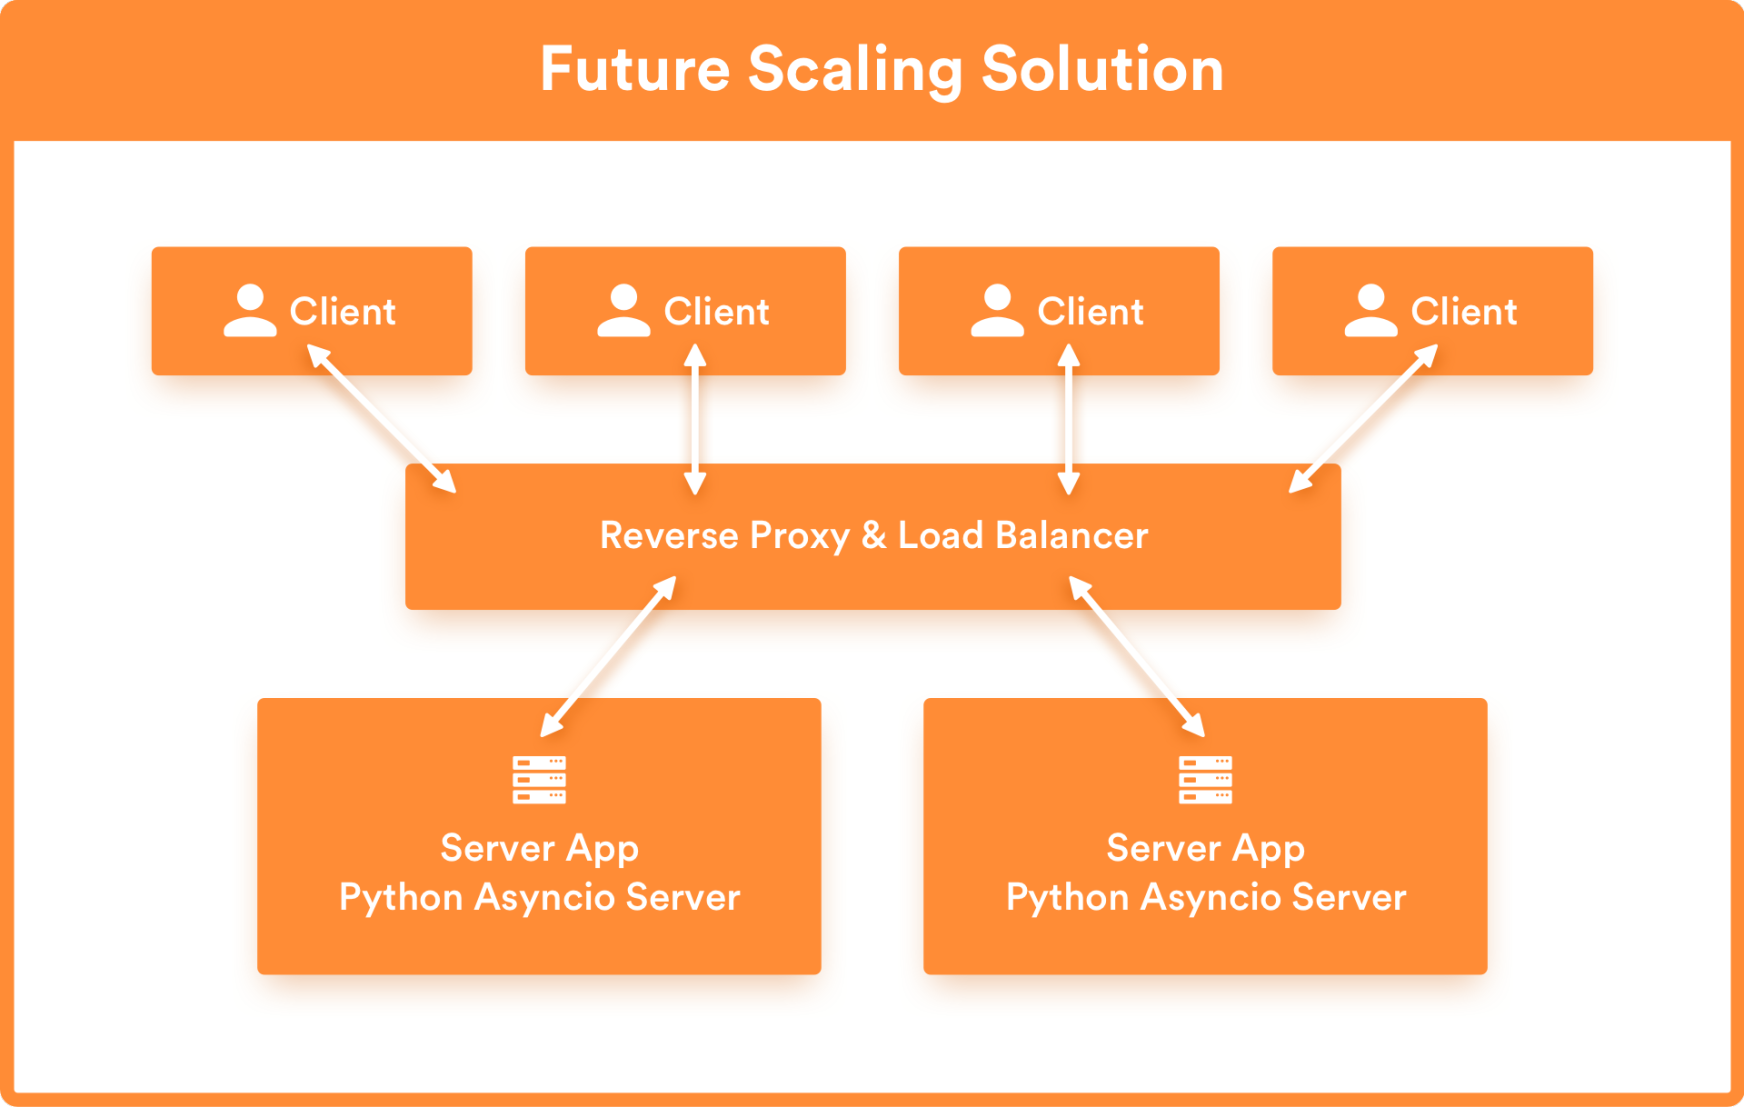 Future Scaling Solution
Client
Client
Client
Client
Reverse Proxy & Load Balancer
Server App
Python Asyncio Server
Server App
Python Asyncio Server